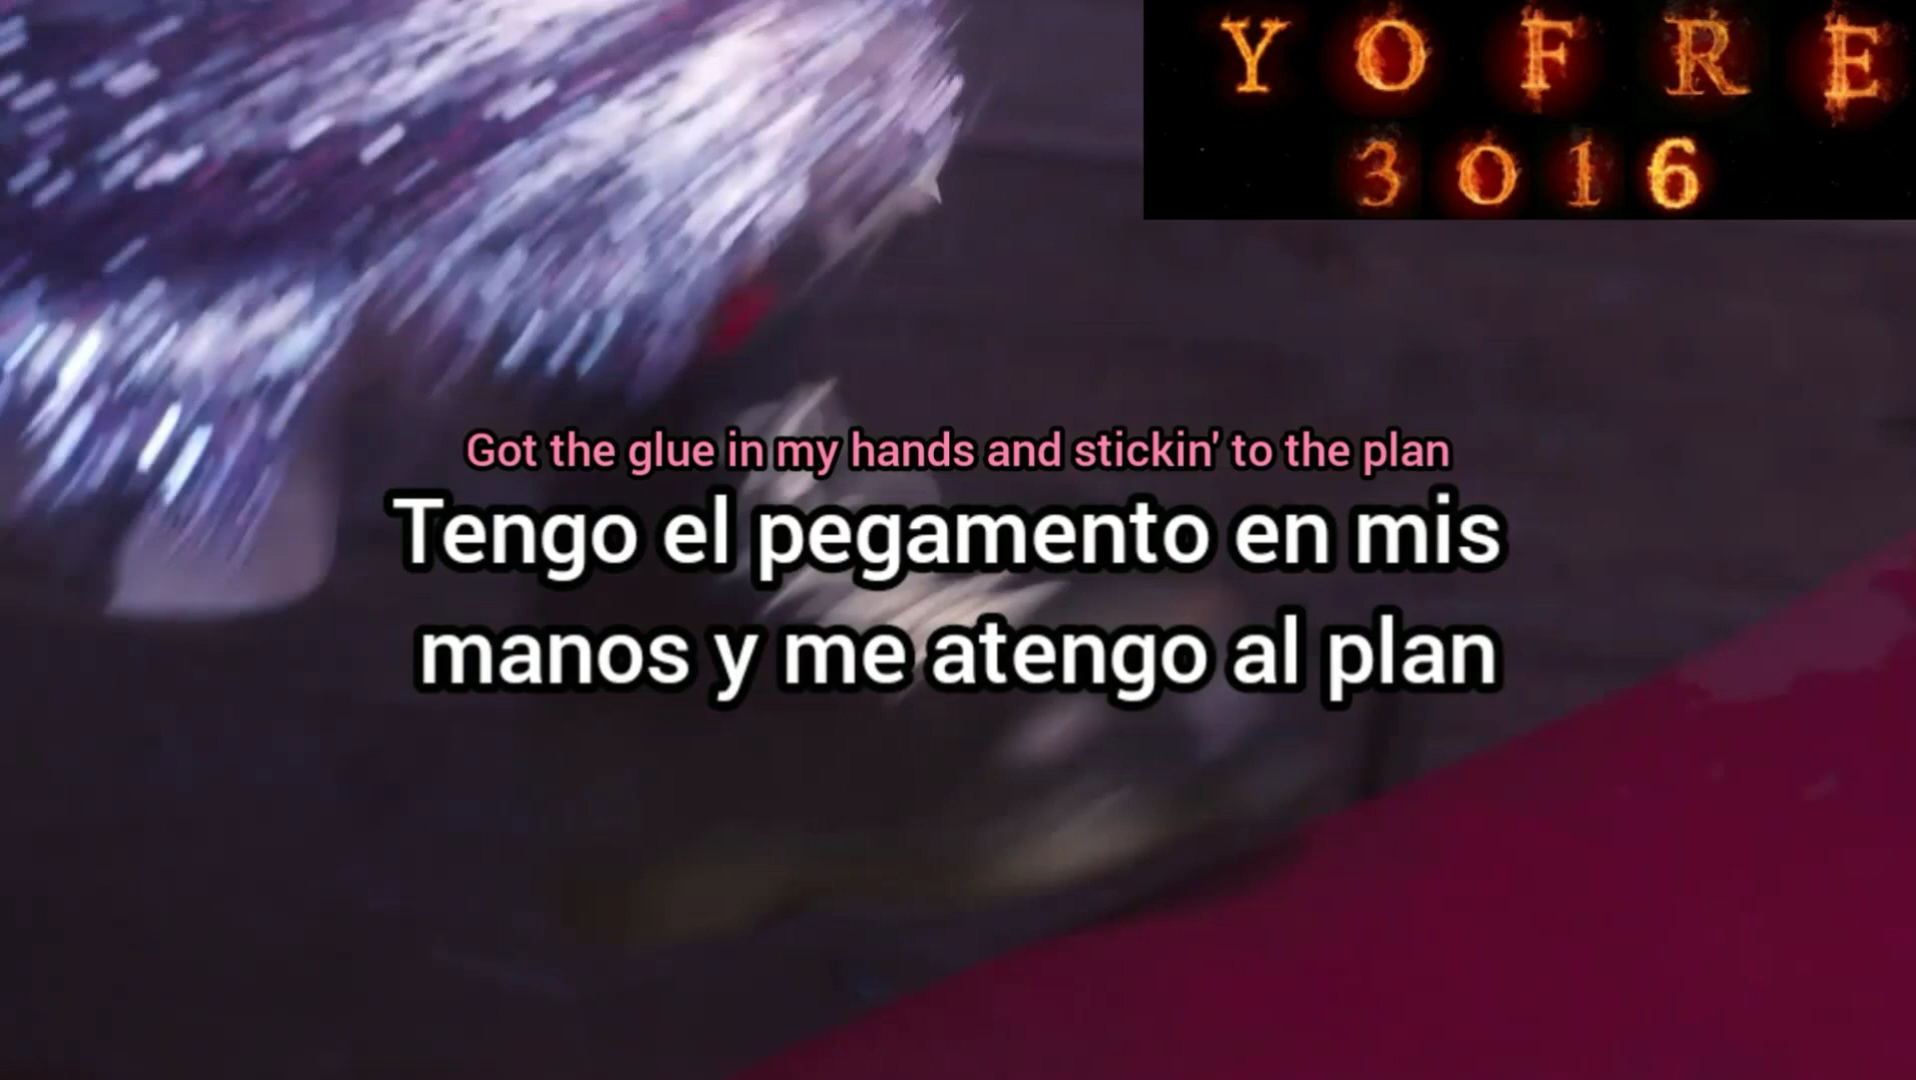 YOFRE
3016
Got the glue in my hands and stickin' to the plan
Tengo el pegamento en mis
manos y me atengo al plan